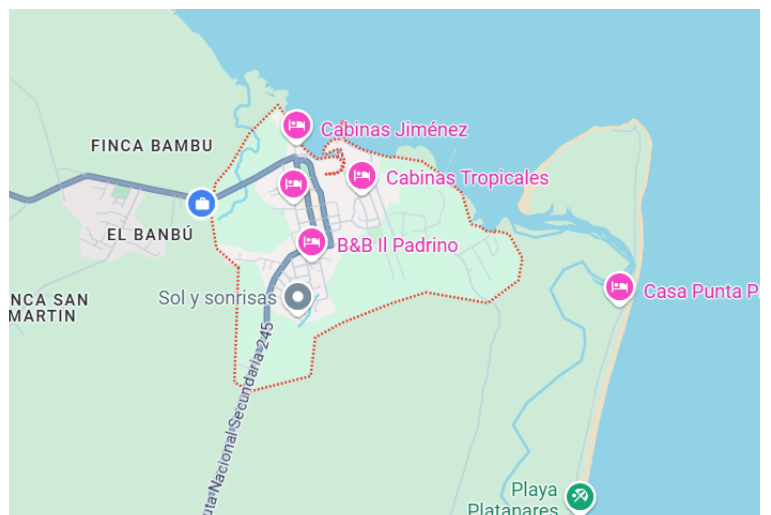 Cabinas Jiménez
FINCA BAMBU
Cabinas Tropicales
EL BANBÚ
B&B Il Padrino
Sol y sonrisas
Casa Punta P
NCA SAN
MARTIN
uta Nacional Secundaria 245
Playa
Platanares